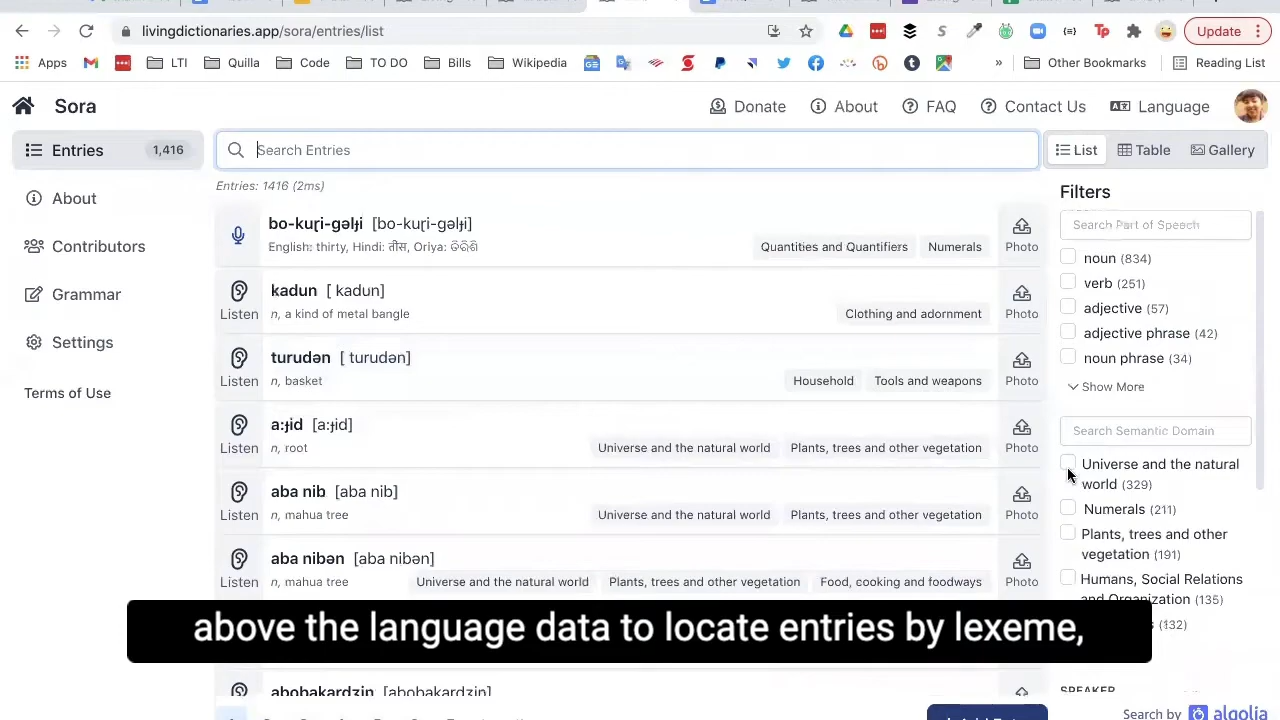 livingdictionaries.app/sora/entries/list
Update
Apps
LTI
Quilla
Code
TO DO
Bills
Wikipedia
»
Other Bookmarks
Reading List
Sora
Donate
About
FAQ
Contact Us
Language
Entries 1,416
Search Entries
List
Table
Gallery
Entries: 1416 (2ms)
About
Contributors
Grammar
Settings
Terms of Use
bo-kuɽi-gəlɟi [bo-kuɽi-gəlɟi]
English: thirty, Hindi: तीस, Oriya: ତିରିଶି
Quantities and Quantifiers
Numerals
Photo
kadun [ kadun]
Listen
n, a kind of metal bangle
Clothing and adornment
Photo
turudən [ turudən]
Listen
n, basket
Household
Tools and weapons
Photo
a:ɟid [a:ɟid]
Listen
n, root
Universe and the natural world
Plants, trees and other vegetation
Photo
aba nib [aba nib]
Listen
n, mahua tree
Universe and the natural world
Plants, trees and other vegetation
Photo
aba nibən [aba nibən]
Listen
n, mahua tree
Universe and the natural world
Plants, trees and other vegetation
Food, cooking and foodways
Photo
abobakardʒin [abobakardʒin]
Filters
Search Part of Speech
noun (834)
verb (251)
adjective (57)
adjective phrase (42)
noun phrase (34)
Show More
Search Semantic Domain
Universe and the natural
world (329)
Numerals (211)
Plants, trees and other
vegetation (191)
Humans, Social Relations
and Organization (135)
(132)
SPEAKER
above the language data to locate entries by lexeme,
Search by algolia